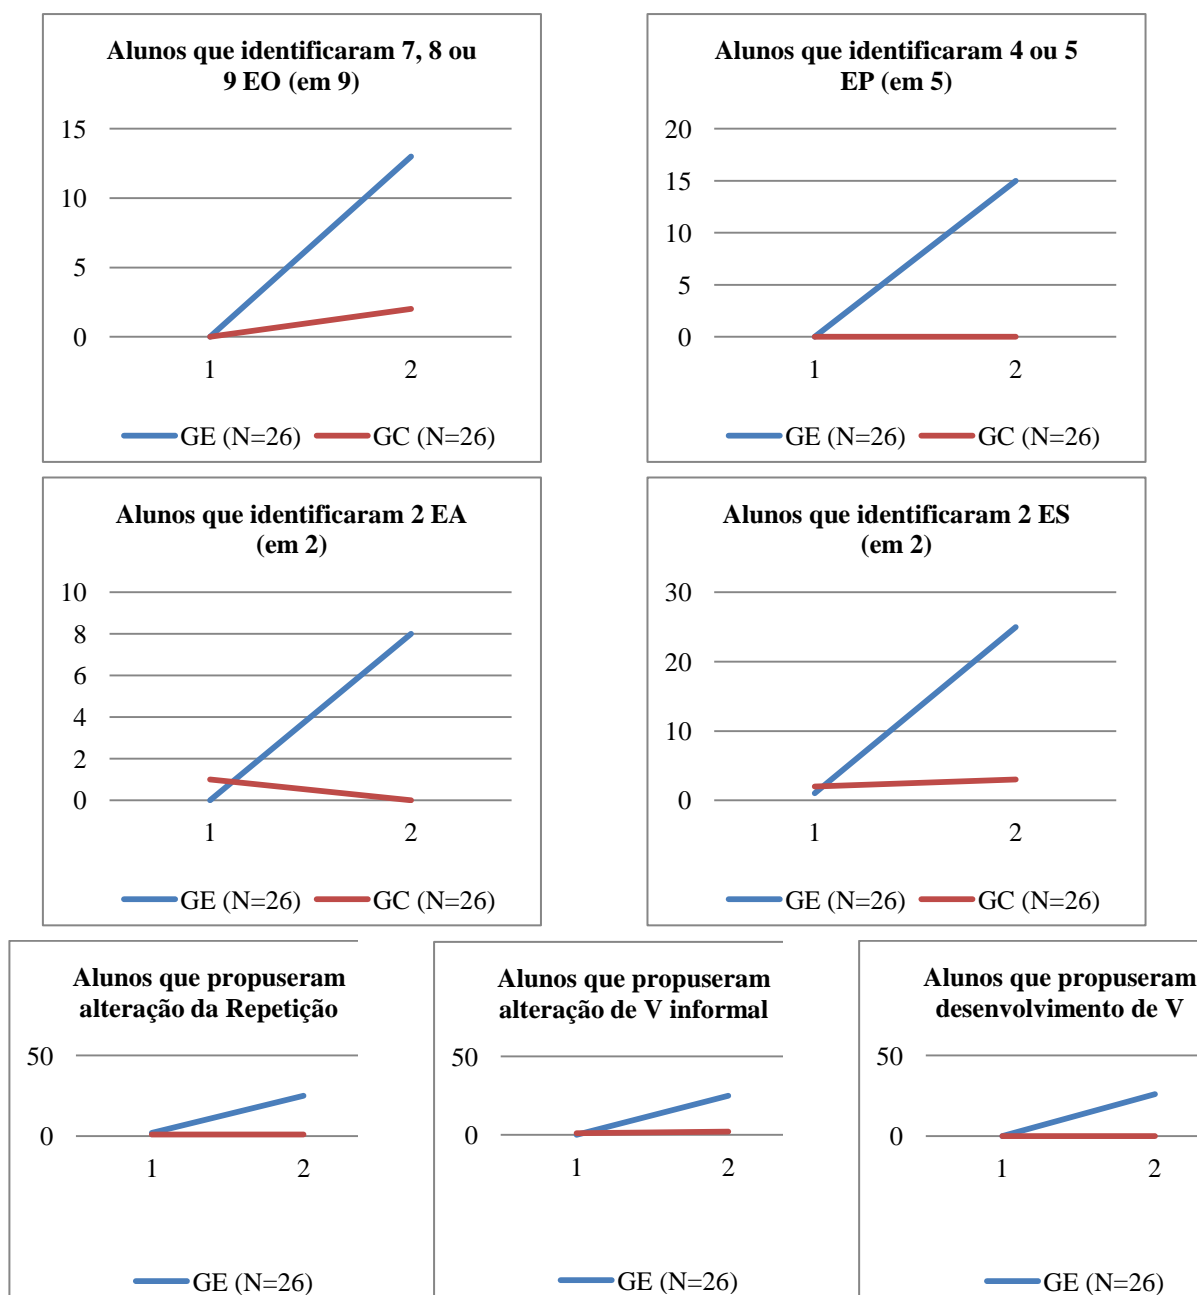 Alunos que identificaram 7, 8 ou
9 EO (em 9)
15
10
5
0
1
2
GE (N=26)
GC (N=26)
Alunos que identificaram 4 ou 5
EP (em 5)
20
15
10
5
0
1
2
GE (N=26)
GC (N=26)
Alunos que identificaram 2 EA
(em 2)
10
8
6
4
2
0
1
2
GE (N=26)
GC (N=26)
Alunos que identificaram 2 ES
(em 2)
30
20
10
0
1
2
GE (N=26)
GC (N=26)
Alunos que propuseram
alteração da Repetição
50
0
1
2
GE (N=26)
Alunos que propuseram
alteração de V informal
50
0
1
2
GE (N=26)
Alunos que propuseram
desenvolvimento de V
50
0
1
2
GE (N=26)